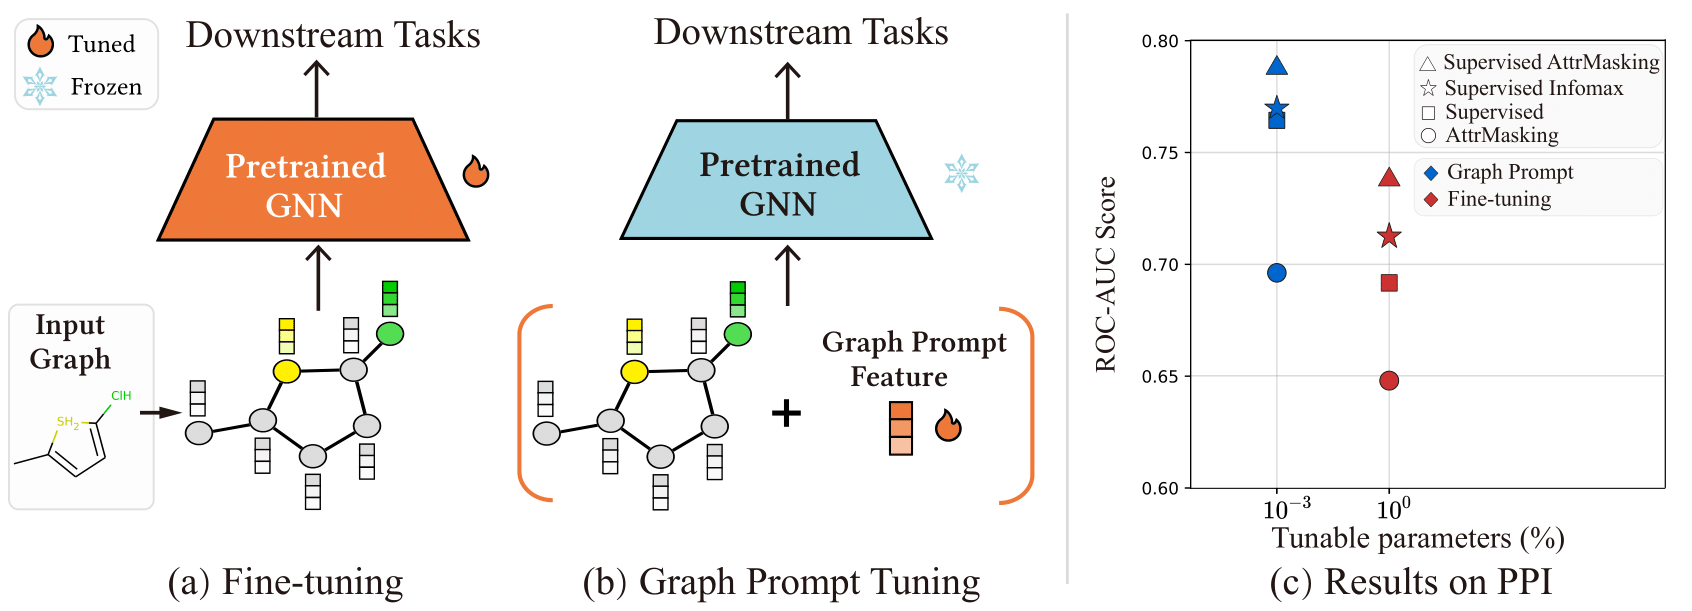 Tuned
Frozen
Downstream Tasks
Pretrained
GNN
Input
Graph
SH2
ClH
(a) Fine-tuning
Downstream Tasks
Pretrained
GNN
Graph Prompt
Feature
+
(b) Graph Prompt Tuning
ROC-AUC Score
0.80
0.75
0.70
0.65
0.60
10^-3
10^0
Tunable parameters (%)
Supervised AttrMasking
Supervised Infomax
Supervised
AttrMasking
Graph Prompt
Fine-tuning
(c) Results on PPI